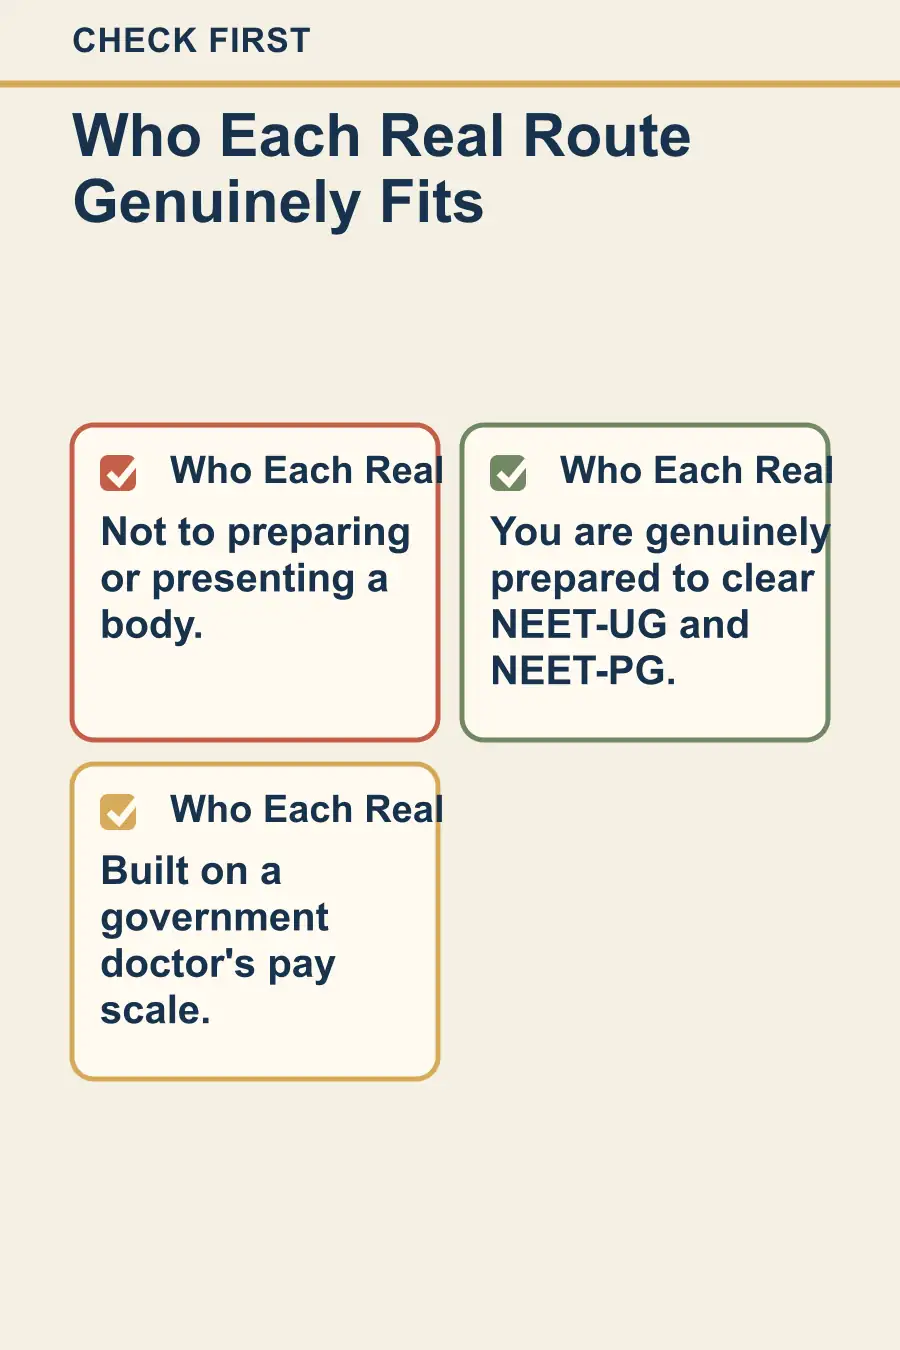 CHECK FIRST
Who Each Real Route
Genuinely Fits
Who Each Real
Not to preparing
or presenting a
body.
Who Each Real
You are genuinely
prepared to clear
NEET-UG and
NEET-PG.
Who Each Real
Built on a
government
doctor's pay
scale.